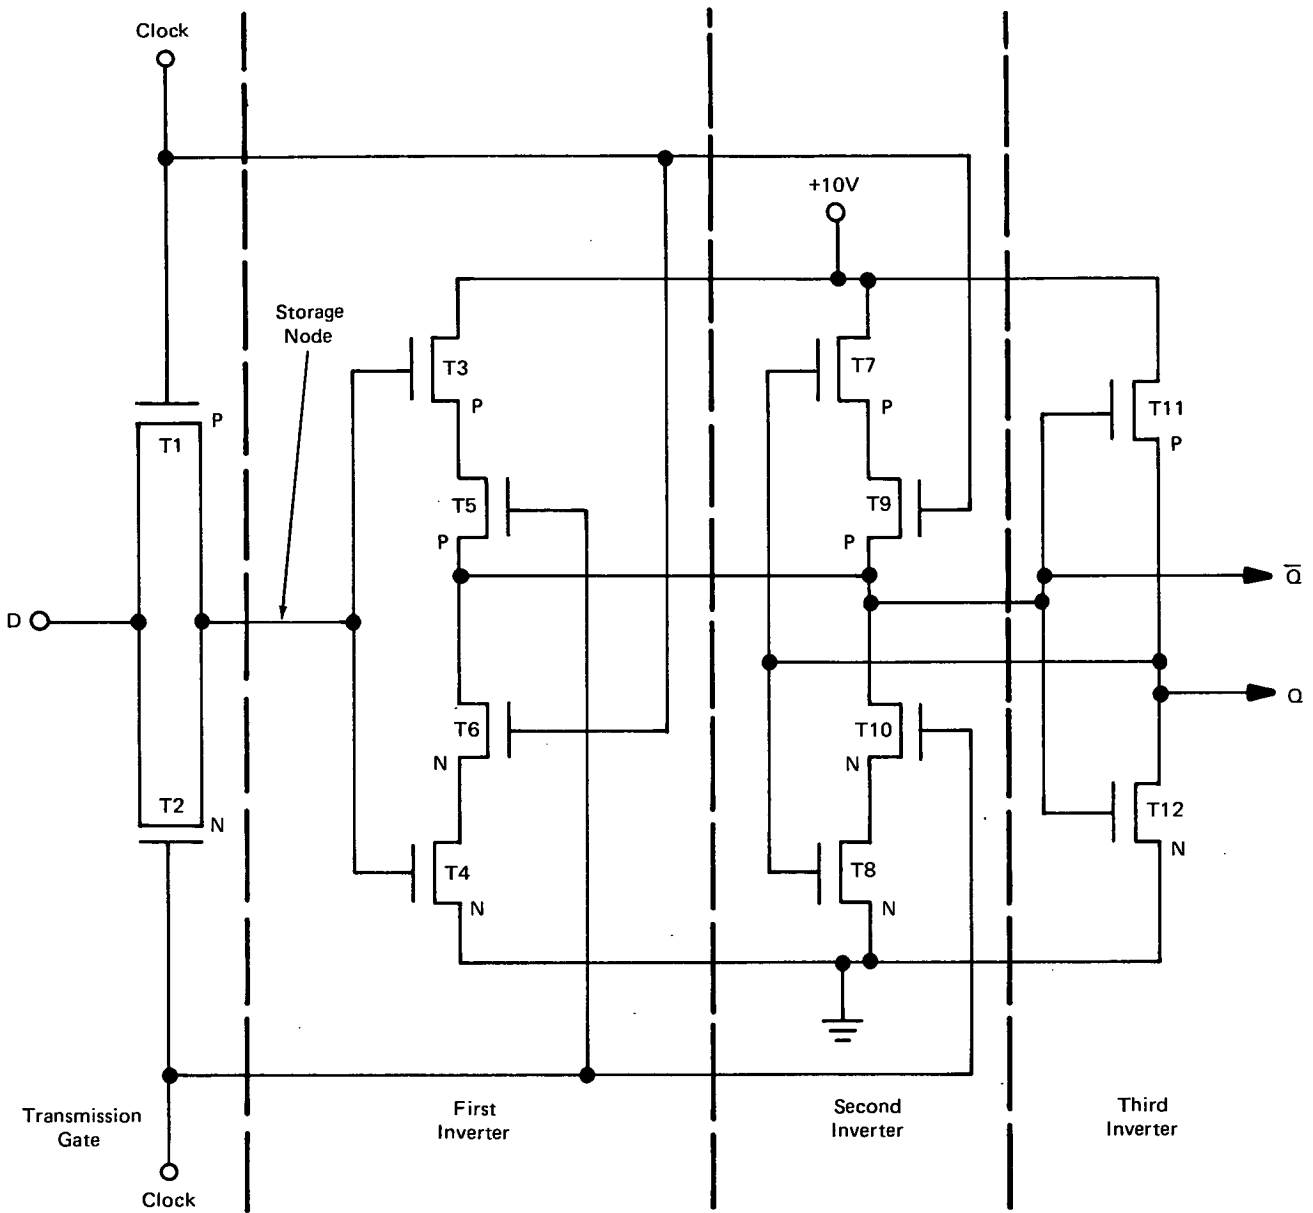 Clock
+10V
Storage
Node
T3
P
T7
P
T11
P
P
T1
T5
P
T9
P
Q̅
D
Q
T6
N
T10
N
T2
N
T12
N
T4
N
T8
N
Transmission
Gate
First
Inverter
Second
Inverter
Third
Inverter
Clock